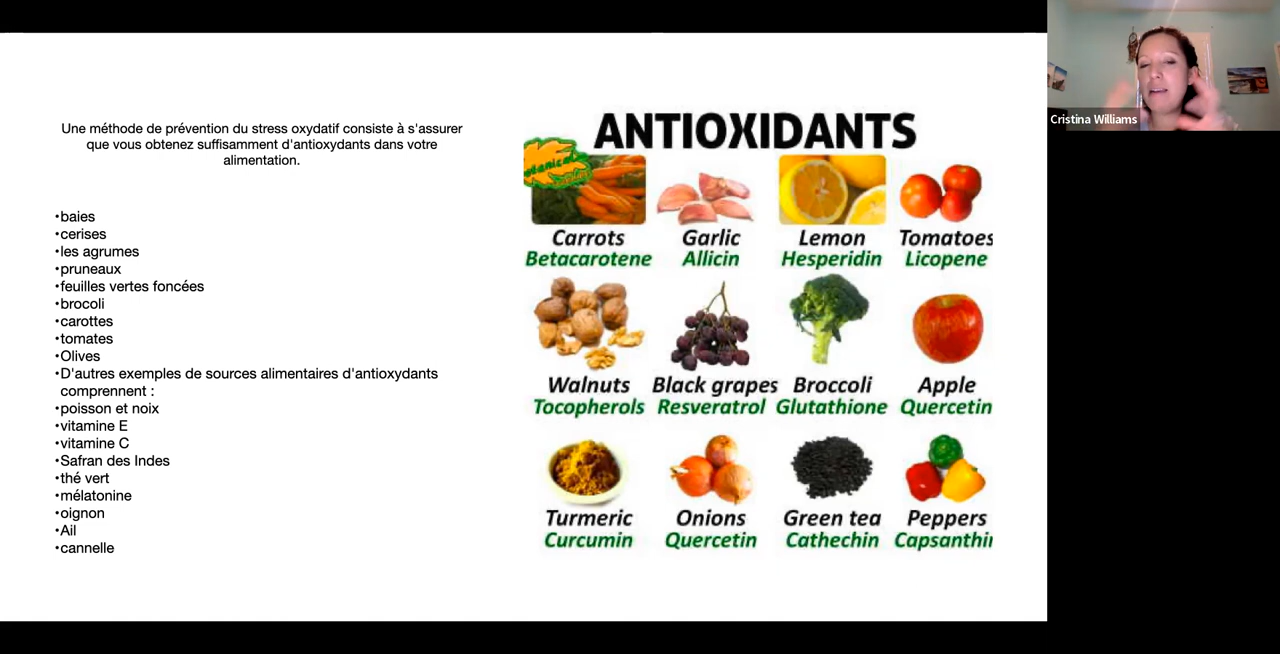 Une méthode de prévention du stress oxydatif consiste à s'assurer
que vous obtenez suffisamment d'antioxydants dans votre
alimentation.
•baies
•cerises
•les agrumes
•pruneaux
•feuilles vertes foncées
•brocoli
•carottes
•tomates
•Olives
•D'autres exemples de sources alimentaires d'antioxydants
comprennent :
•poisson et noix
•vitamine E
•vitamine C
•Safran des Indes
•thé vert
•mélatonine
•oignon
•Ail
•cannelle
ANTIOXIDANTS
Carrots Garlic Lemon Tomatoes
Betacarotene Allicin Hesperidin Licopene
Walnuts Black grapes Broccoli Apple
Tocopherols Resveratrol Glutathione Quercetin
Turmeric Onions Green tea Peppers
Curcumin Quercetin Cathechin Capsanthi
Cristina Williams